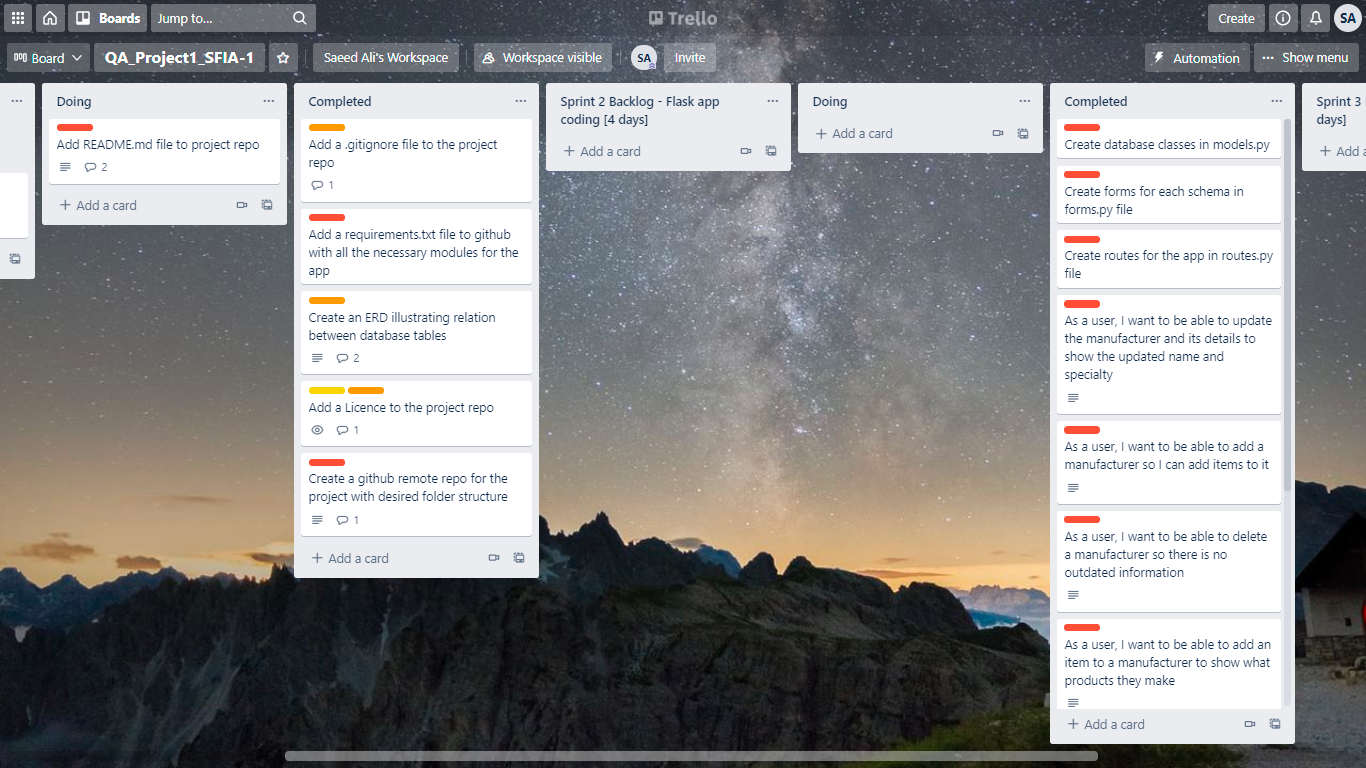 Boards
Jump to...
Trello
Create
SA
Board
QA_Project1_SFIA-1
Saeed Ali's Workspace
Workspace visible
SA
Invite
Automation
Show menu
Doing
Add README.md file to project repo
2
Add a card
Completed
Add a .gitignore file to the project
repo
1
Add a requirements.txt file to github
with all the necessary modules for the
app
Create an ERD illustrating relation
between database tables
2
Add a Licence to the project repo
1
Create a github remote repo for the
project with desired folder structure
1
Add a card
Sprint 2 Backlog - Flask app
coding [4 days]
Add a card
Doing
Add a card
Completed
Create database classes in models.py
Create forms for each schema in
forms.py file
Create routes for the app in routes.py
file
As a user, I want to be able to update
the manufacturer and its details to
show the updated name and
specialty
As a user, I want to be able to add a
manufacturer so I can add items to it
As a user, I want to be able to delete
a manufacturer so there is no
outdated information
As a user, I want to be able to add an
item to a manufacturer to show what
products they make
Add a card
Sprint 3
days]
Add a